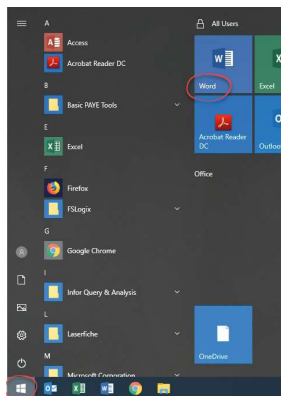 A
Access
Acrobat Reader DC
B
Basic PAYE Tools
E
Excel
F
Firefox
FSLogix
G
Google Chrome
I
Infor Query & Analysis
L
Laserfiche
M
Microsoft Corporation
All Users
Word
Excel
Acrobat Reader
DC
Outloo
Office
OneDrive